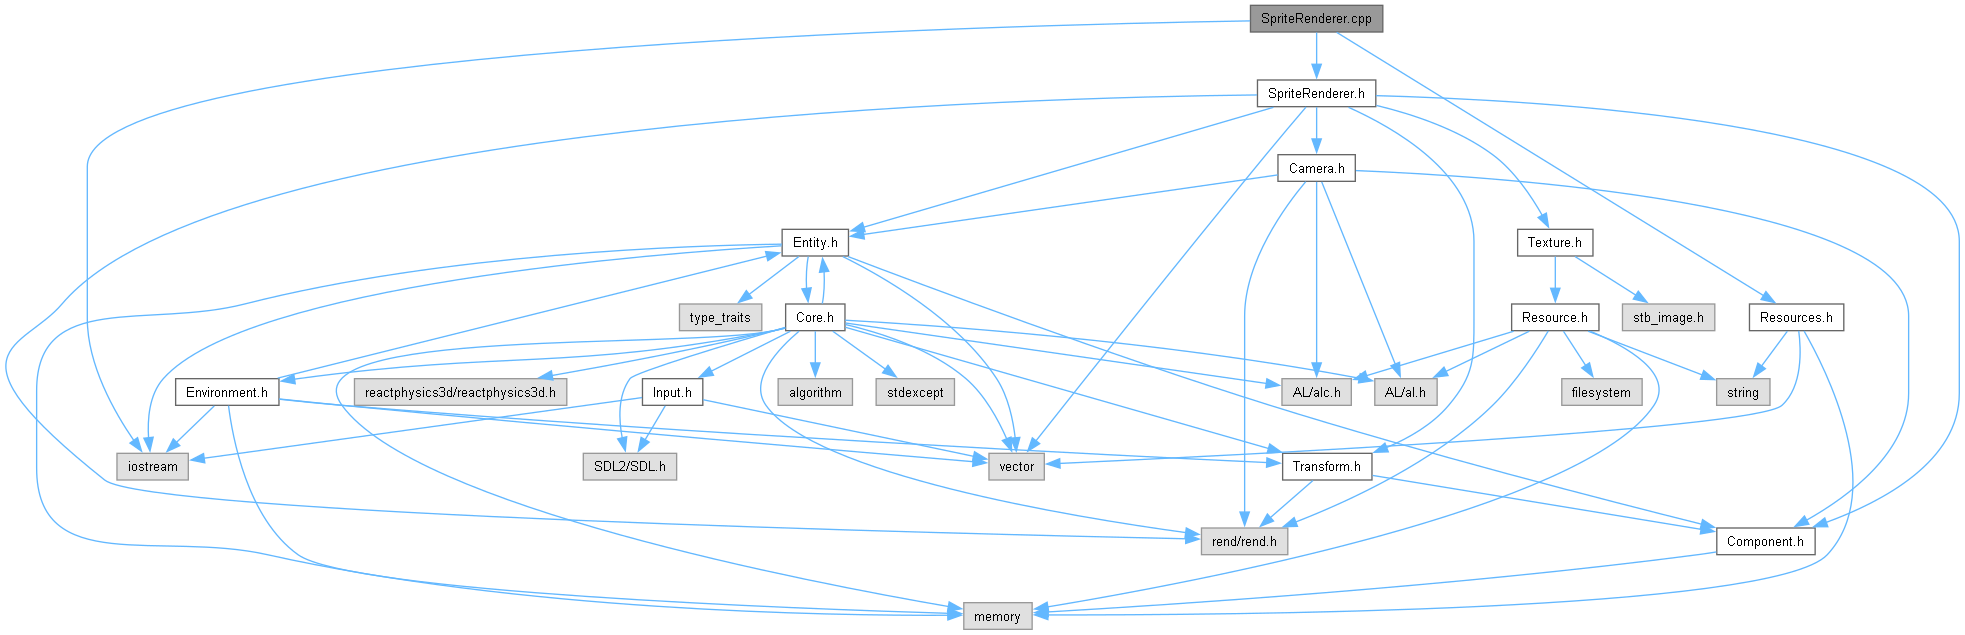 SpriteRenderer.cpp
SpriteRenderer.h
Camera.h
Entity.h
Texture.h
type_traits
Core.h
Resource.h
stb_image.h
Resources.h
Environment.h
reactphysics3d/reactphysics3d.h
Input.h
algorithm
stdexcept
AL/alc.h
AL/al.h
filesystem
string
iostream
SDL2/SDL.h
vector
Transform.h
rend/rend.h
Component.h
memory